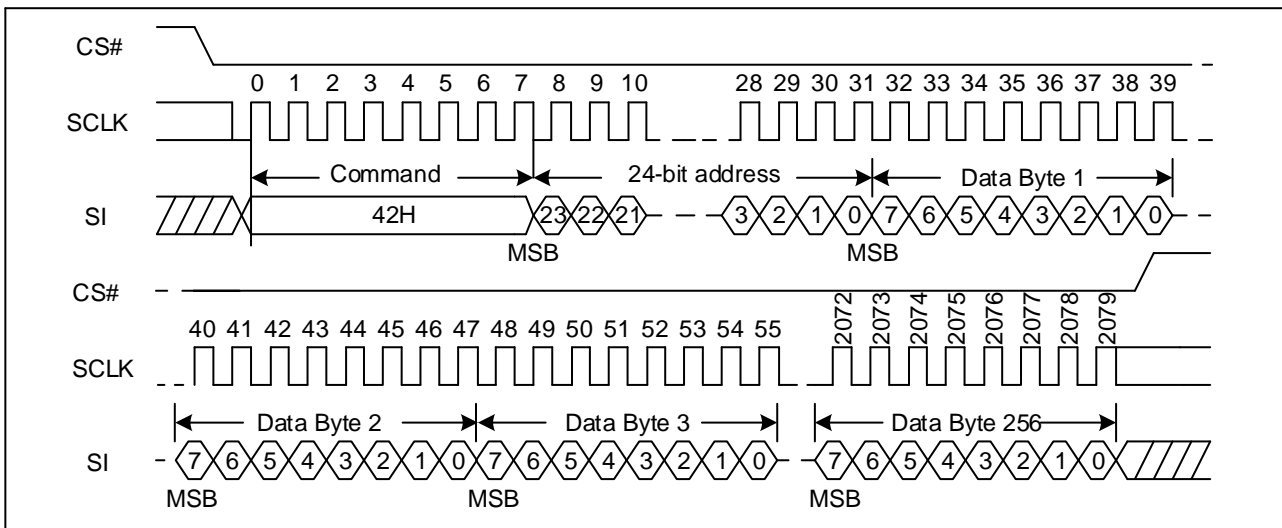 CS#
0 1 2 3 4 5 6 7 8 9 10 28 29 30 31 32 33 34 35 36 37 38 39
SCLK
Command 24-bit address Data Byte 1
SI 42H 23 22 21 3 2 1 0 7 6 5 4 3 2 1 0
MSB MSB
CS#
40 41 42 43 44 45 46 47 48 49 50 51 52 53 54 55 2072 2073 2074 2075 2076 2077 2078 2079
SCLK
Data Byte 2 Data Byte 3 Data Byte 256
SI 7 6 5 4 3 2 1 0 7 6 5 4 3 2 1 0 7 6 5 4 3 2 1 0
MSB MSB MSB